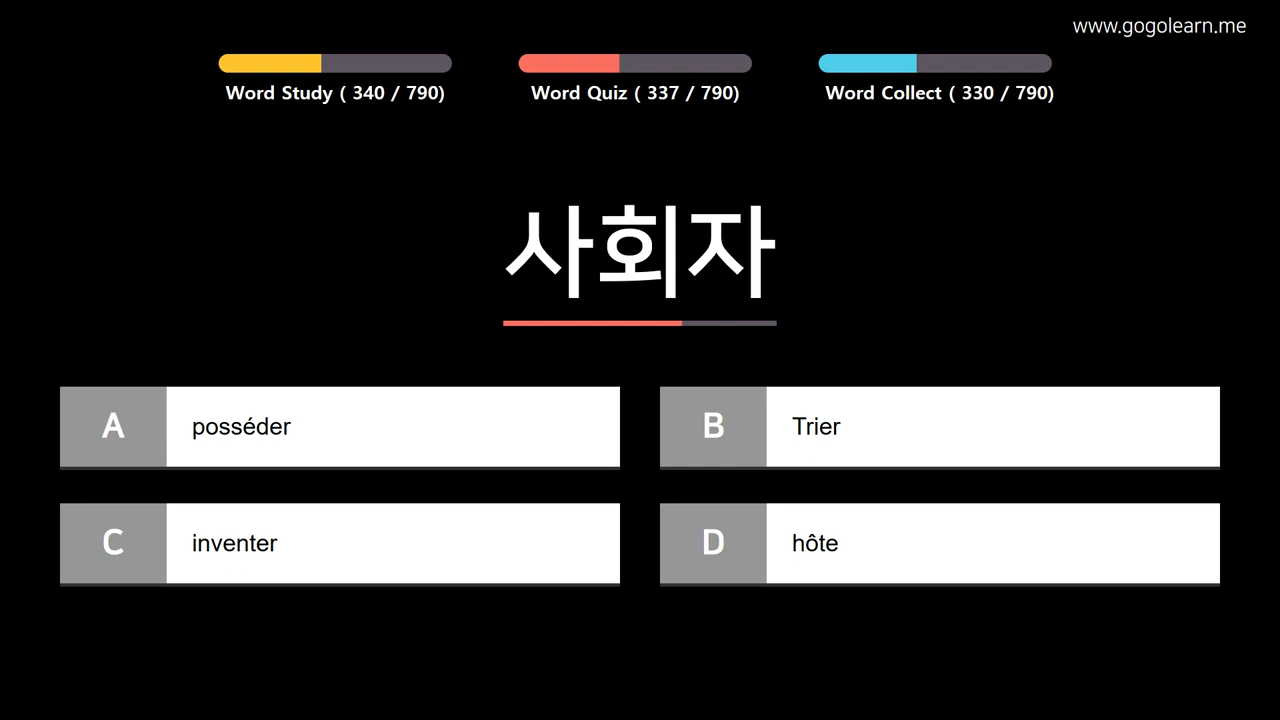 www.gogolearn.me
Word Study ( 340 / 790)
Word Quiz ( 337 / 790)
Word Collect ( 330 / 790)
사회자
A posséder
B Trier
C inventer
D hôte